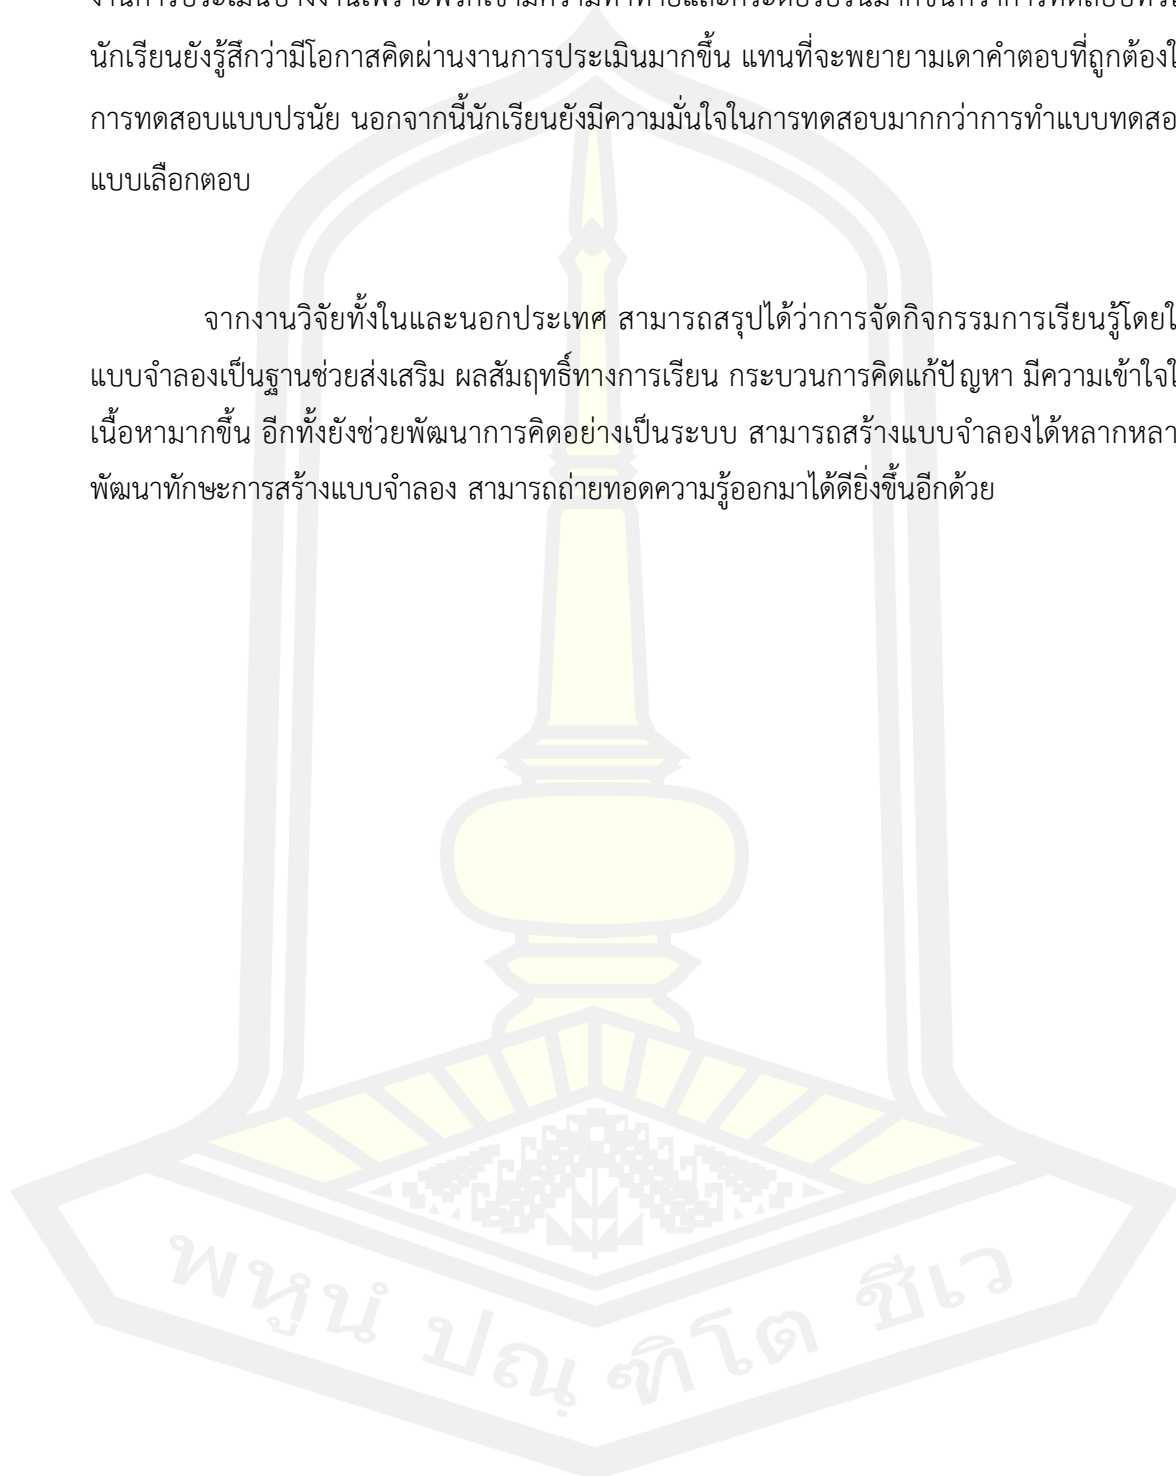 นักเรียนยังรู้สึกว่ามีโอกาสคิดผ่านงานการประเมินมากขึ้น แทนที่จะพยายามเดาคำตอบที่ถูกต้อง
การทดสอบแบบปรนัย นอกจากนี้นักเรียนยังมีความมั่นใจในการทดสอบมากกว่าการทำแบบทดสอ
แบบเลือกตอบ
จากงานวิจัยทั้งในและนอกประเทศ สามารถสรุปได้ว่าการจัดกิจกรรมการเรียนรู้โดยใ
แบบจำลองเป็นฐานช่วยส่งเสริม ผลสัมฤทธิ์ทางการเรียน กระบวนการคิดแก้ปัญหา มีความเข้าใจใ
เนื้อหามากขึ้น อีกทั้งยังช่วยพัฒนาการคิดอย่างเป็นระบบ สามารถสร้างแบบจำลองได้หลากหลา
พัฒนาทักษะการสร้างแบบจำลอง สามารถถ่ายทอดความรู้ออกมาได้ดียิ่งขึ้นอีกด้วย
พหูนํ ปณฺฑิโต ชีเว